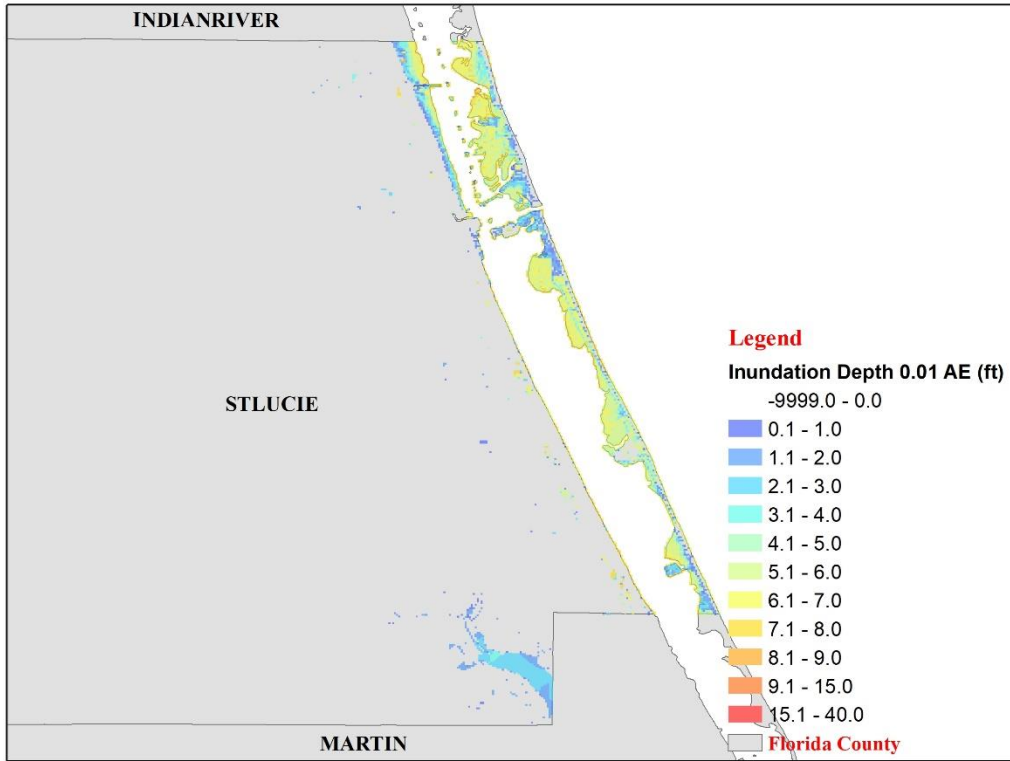 INDIANRIVER
STLUCIE
MARTIN
Legend
Inundation Depth 0.01 AE (ft)
-9999.0 - 0.0
0.1 - 1.0
1.1 - 2.0
2.1 - 3.0
3.1 - 4.0
4.1 - 5.0
5.1 - 6.0
6.1 - 7.0
7.1 - 8.0
8.1 - 9.0
9.1 - 15.0
15.1 - 40.0
Florida County